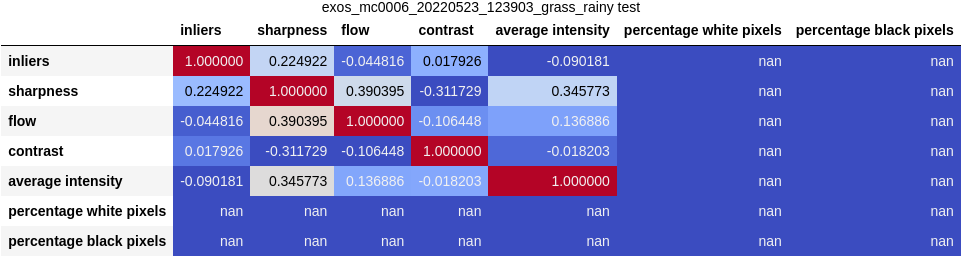 exos_mc0006_20220523_123903_grass_rainy test
inliers sharpness flow contrast average intensity percentage white pixels percentage black pixels
inliers 1.000000 0.224922 -0.044816 0.017926 -0.090181 nan nan
sharpness 0.224922 1.000000 0.390395 -0.311729 0.345773 nan nan
flow -0.044816 0.390395 1.000000 -0.106448 0.136886 nan nan
contrast 0.017926 -0.311729 -0.106448 1.000000 -0.018203 nan nan
average intensity -0.090181 0.345773 0.136886 -0.018203 1.000000 nan nan
percentage white pixels nan nan nan nan nan nan nan
percentage black pixels nan nan nan nan nan nan nan